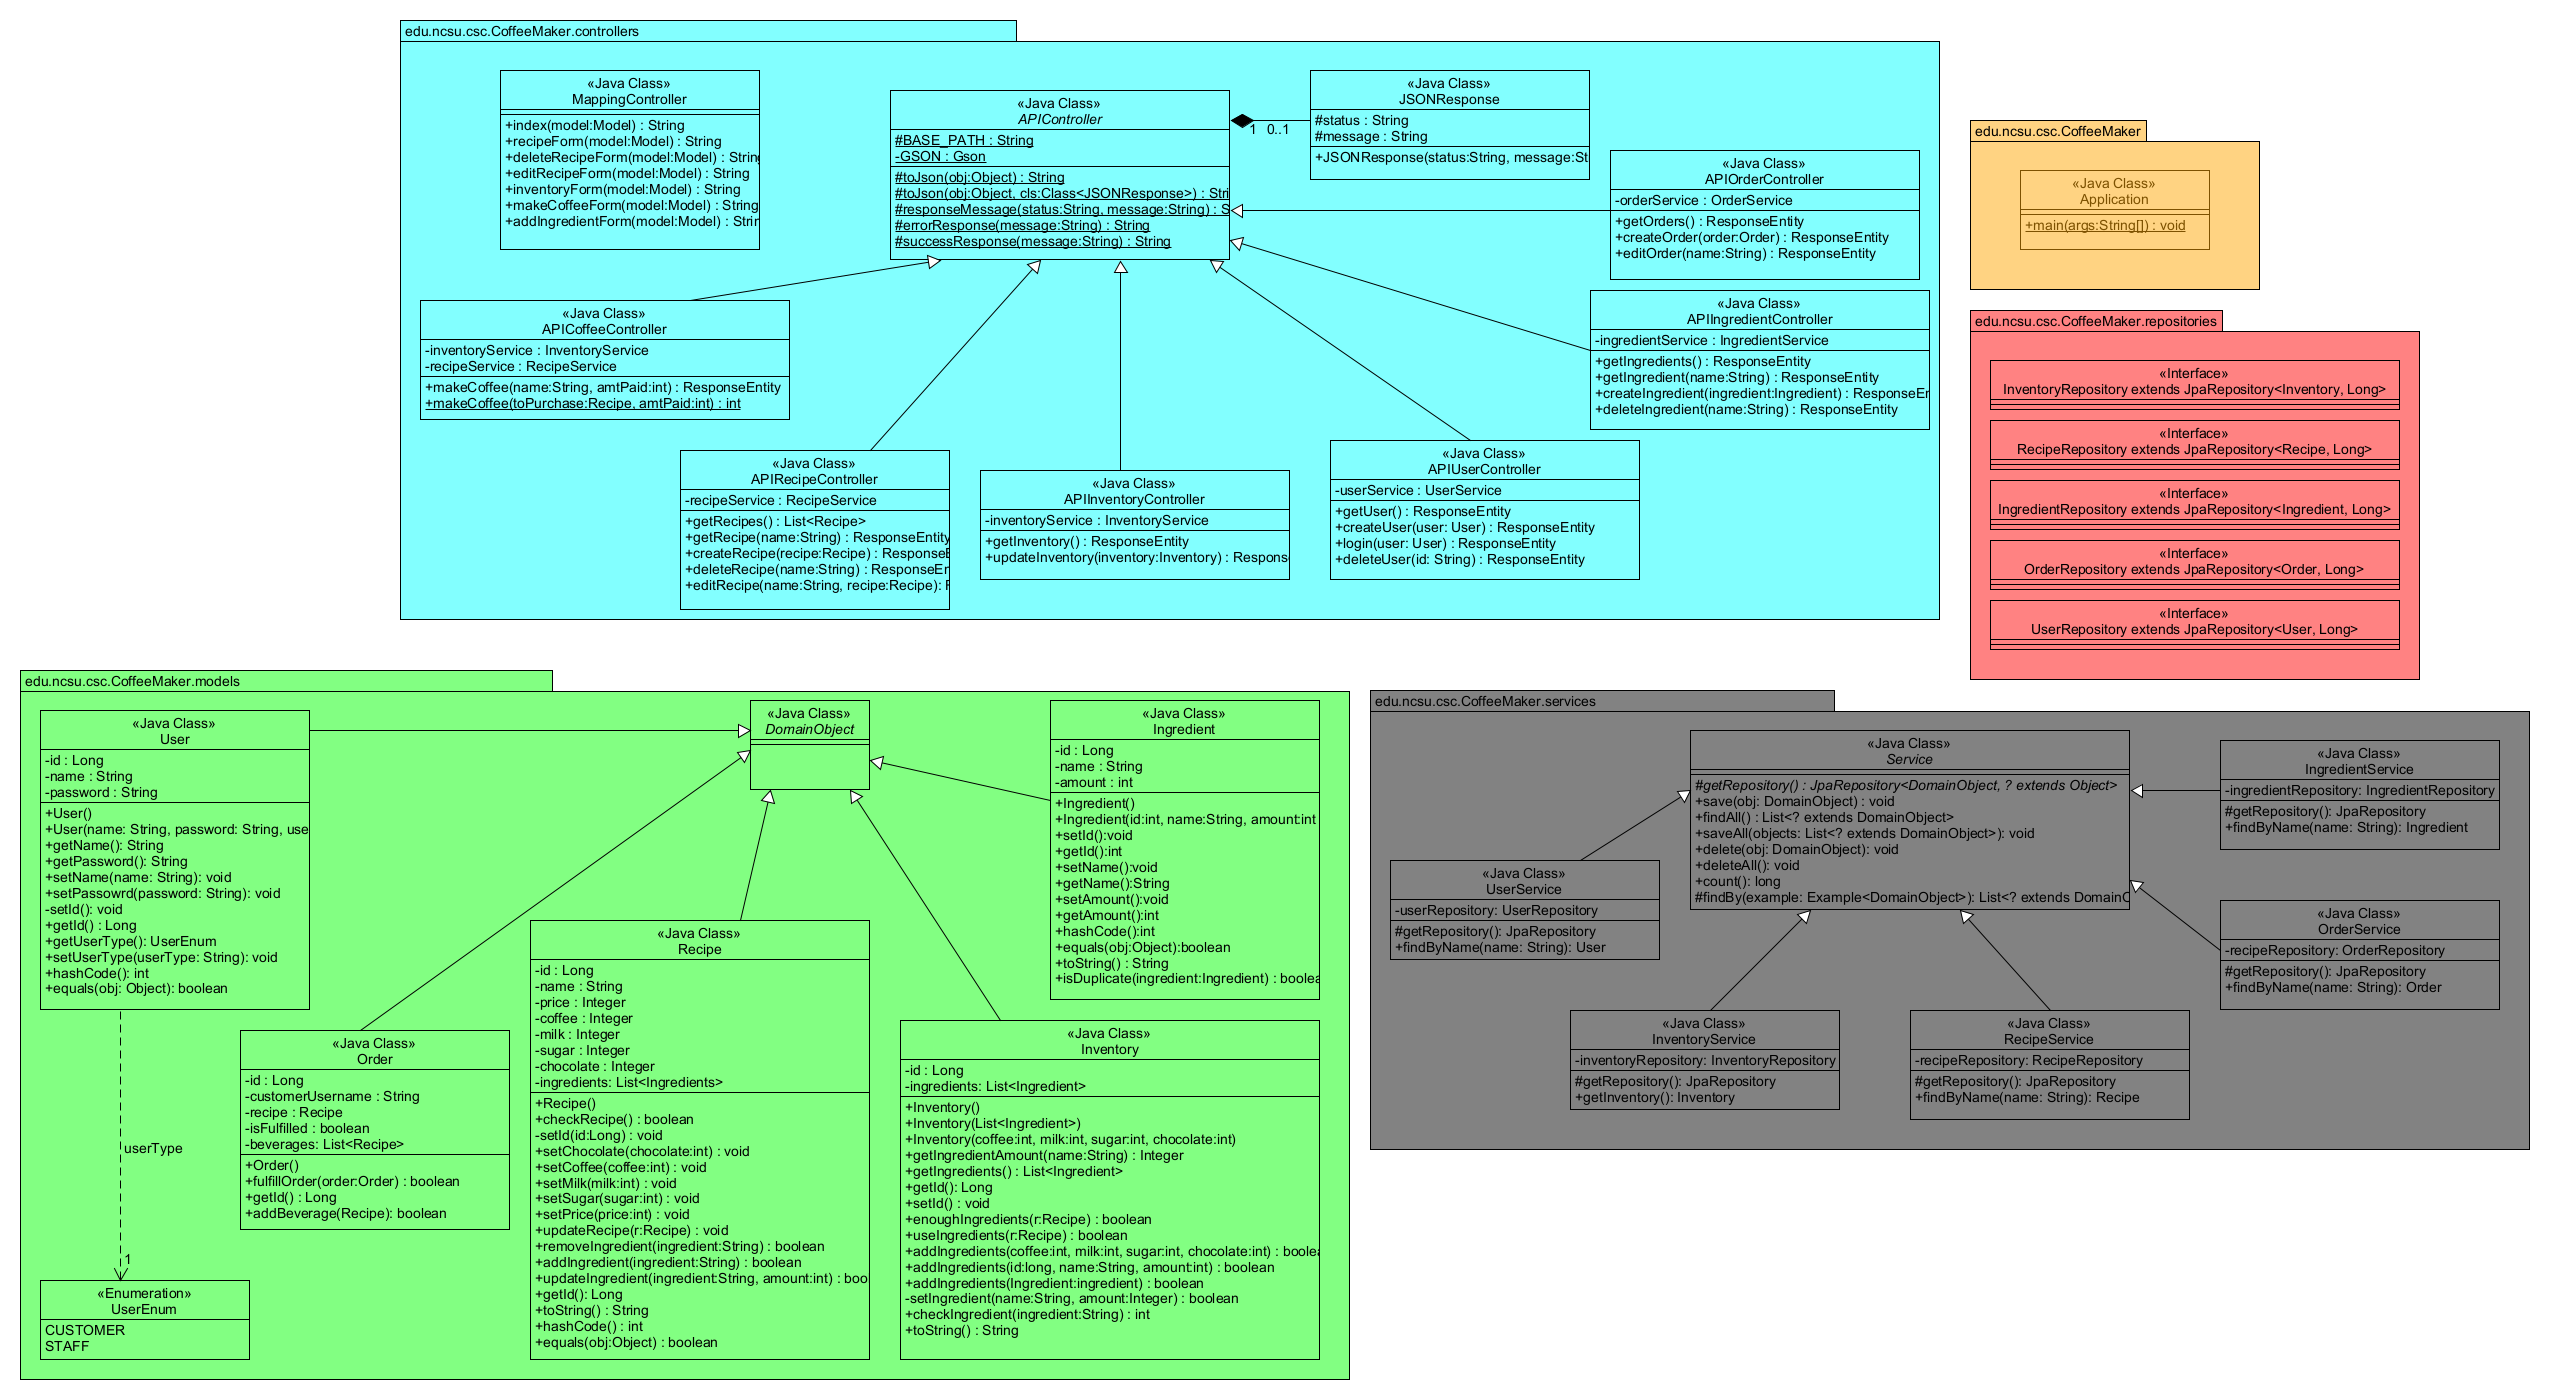 edu.ncsu.csc.CoffeeMaker.controllers
«Java Class»
MappingController
+index(model:Model) : String
+recipeForm(model:Model) : String
+deleteRecipeForm(model:Model) : String
+editRecipeForm(model:Model) : String
+inventoryForm(model:Model) : String
+makeCoffeeForm(model:Model) : String
+addIngredientForm(model:Model) : Strin
«Java Class»
APIController
#BASE_PATH : String
-GSON : Gson
#toJson(obj:Object) : String
#toJson(obj:Object, cls:Class<JSONResponse>) : Stri
#responseMessage(status:String, message:String) : S
#errorResponse(message:String) : String
#successResponse(message:String) : String
1 0..1
«Java Class»
JSONResponse
#status : String
#message : String
+JSONResponse(status:String, message:St
«Java Class»
APIOrderController
-orderService : OrderService
+getOrders() : ResponseEntity
+createOrder(order:Order) : ResponseEntity
+editOrder(name:String) : ResponseEntity
«Java Class»
APICoffeeController
-inventoryService : InventoryService
-recipeService : RecipeService
+makeCoffee(name:String, amtPaid:int) : ResponseEntity
+makeCoffee(toPurchase:Recipe, amtPaid:int) : int
«Java Class»
APIIngredientController
-ingredientService : IngredientService
+getIngredients() : ResponseEntity
+getIngredient(name:String) : ResponseEntity
+createIngredient(ingredient:Ingredient) : ResponseEr
+deleteIngredient(name:String) : ResponseEntity
«Java Class»
APIRecipeController
-recipeService : RecipeService
+getRecipes() : List<Recipe>
+getRecipe(name:String) : ResponseEntity
+createRecipe(recipe:Recipe) : ResponseE
+deleteRecipe(name:String) : ResponseEr
+editRecipe(name:String, recipe:Recipe): F
«Java Class»
APIInventoryController
-inventoryService : InventoryService
+getInventory() : ResponseEntity
+updateInventory(inventory:Inventory) : Respons
«Java Class»
APIUserController
-userService : UserService
+getUser() : ResponseEntity
+createUser(user: User) : ResponseEntity
+login(user: User) : ResponseEntity
+deleteUser(id: String) : ResponseEntity
edu.ncsu.csc.CoffeeMaker
«Java Class»
Application
+main(args:String[]) : void
edu.ncsu.csc.CoffeeMaker.repositories
«Interface»
InventoryRepository extends JpaRepository<Inventory, Long>
«Interface»
RecipeRepository extends JpaRepository<Recipe, Long>
«Interface»
IngredientRepository extends JpaRepository<Ingredient, Long>
«Interface»
OrderRepository extends JpaRepository<Order, Long>
«Interface»
UserRepository extends JpaRepository<User, Long>
edu.ncsu.csc.CoffeeMaker.models
«Java Class»
User
-id : Long
-name : String
-password : String
+User()
+User(name: String, password: String, use
+getName(): String
+getPassword(): String
+setName(name: String): void
+setPassowrd(password: String): void
-setId(): void
+getId() : Long
+getUserType(): UserEnum
+setUserType(userType: String): void
+hashCode(): int
+equals(obj: Object): boolean
userType
1
«Enumeration»
UserEnum
CUSTOMER
STAFF
«Java Class»
Order
-id : Long
-customerUsername : String
-recipe : Recipe
-isFulfilled : boolean
-beverages: List<Recipe>
+Order()
+fulfillOrder(order:Order) : boolean
+getId() : Long
+addBeverage(Recipe): boolean
«Java Class»
DomainObject
«Java Class»
Recipe
-id : Long
-name : String
-price : Integer
-coffee : Integer
-milk : Integer
-sugar : Integer
-chocolate : Integer
-ingredients: List<Ingredients>
+Recipe()
+checkRecipe() : boolean
-setId(id:Long) : void
+setChocolate(chocolate:int) : void
+setCoffee(coffee:int) : void
+setMilk(milk:int) : void
+setSugar(sugar:int) : void
+setPrice(price:int) : void
+updateRecipe(r:Recipe) : void
+removeIngredient(ingredient:String) : boolean
+addIngredient(ingredient:String) : boolean
+updateIngredient(ingredient:String, amount:int) : bool
+getId(): Long
+toString() : String
+hashCode() : int
+equals(obj:Object) : boolean
«Java Class»
Ingredient
-id : Long
-name : String
-amount : int
+Ingredient()
+Ingredient(id:int, name:String, amount:int
+setId():void
+getId():int
+setName():void
+getName():String
+setAmount():void
+getAmount():int
+hashCode():int
+equals(obj:Object):boolean
+toString() : String
+isDuplicate(ingredient:Ingredient) : boolea
«Java Class»
Inventory
-id : Long
-ingredients: List<Ingredient>
+Inventory()
+Inventory(List<Ingredient>)
+Inventory(coffee:int, milk:int, sugar:int, chocolate:int)
+getIngredientAmount(name:String) : Integer
+getIngredients() : List<Ingredient>
+getId(): Long
+setId() : void
+enoughIngredients(r:Recipe) : boolean
+useIngredients(r:Recipe) : boolean
+addIngredients(coffee:int, milk:int, sugar:int, chocolate:int) : boolea
+addIngredients(id:long, name:String, amount:int) : boolean
+addIngredients(Ingredient:ingredient) : boolean
-setIngredient(name:String, amount:Integer) : boolean
+checkIngredient(ingredient:String) : int
+toString() : String
edu.ncsu.csc.CoffeeMaker.services
«Java Class»
Service
#getRepository() : JpaRepository<DomainObject, ? extends Object>
+save(obj: DomainObject) : void
+findAll() : List<? extends DomainObject>
+saveAll(objects: List<? extends DomainObject>): void
+delete(obj: DomainObject): void
+deleteAll(): void
+count(): long
#findBy(example: Example<DomainObject>): List<? extends DomainO
«Java Class»
IngredientService
-ingredientRepository: IngredientRepository
#getRepository(): JpaRepository
+findByName(name: String): Ingredient
«Java Class»
UserService
-userRepository: UserRepository
#getRepository(): JpaRepository
+findByName(name: String): User
«Java Class»
OrderService
-recipeRepository: OrderRepository
#getRepository(): JpaRepository
+findByName(name: String): Order
«Java Class»
InventoryService
-inventoryRepository: InventoryRepository
#getRepository(): JpaRepository
+getInventory(): Inventory
«Java Class»
RecipeService
-recipeRepository: RecipeRepository
#getRepository(): JpaRepository
+findByName(name: String): Recipe